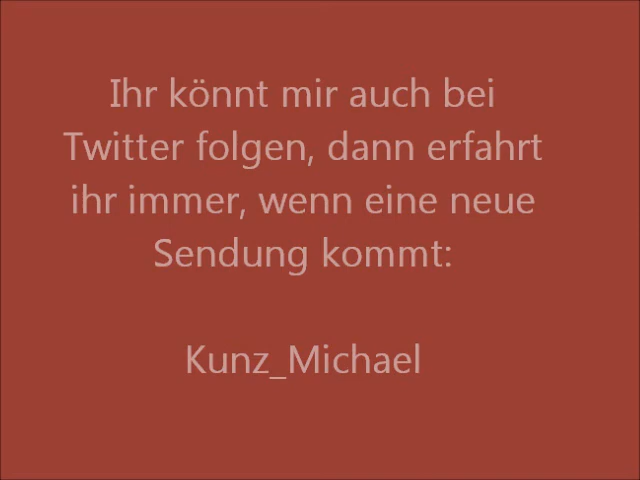 Ihr könnt mir auch bei
Twitter folgen, dann erfahrt
ihr immer, wenn eine neue
Sendung kommt:
Kunz_Michael